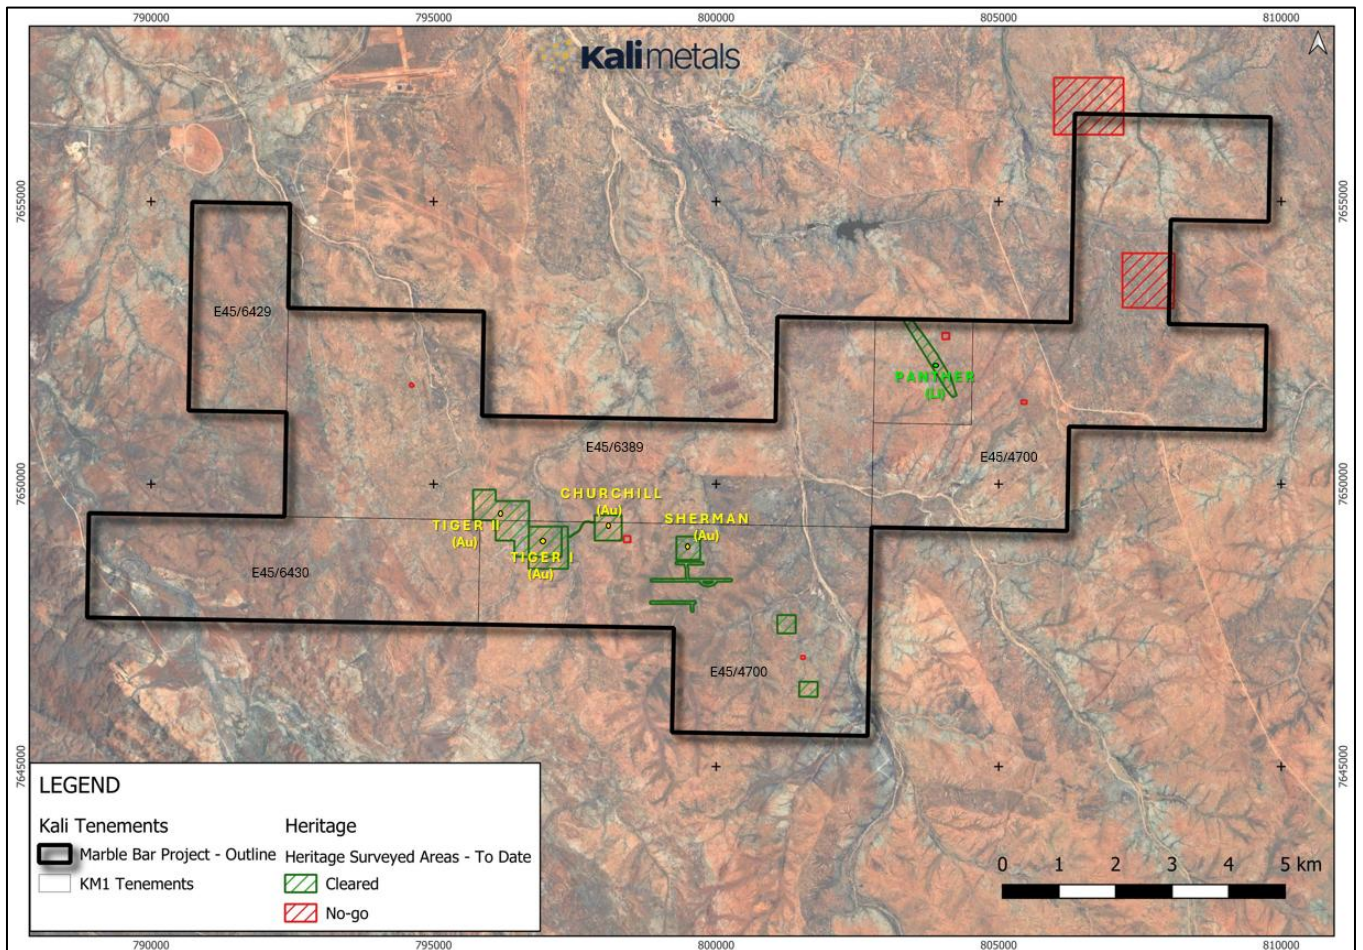 790000 795000 800000 805000 810000
Kalimetals
7655000 7655000
E45/6429
PANTHER
(Li)
E45/6389 E45/4700
7650000 7650000
CHURCHILL
(Au)
SHERMAN
(Au)
TIGER II
(Au)
TIGER I
(Au)
E45/6430
E45/4700
7645000 7645000
LEGEND
Kali Tenements
Marble Bar Project - Outline
KM1 Tenements
Heritage
Heritage Surveyed Areas - To Date
Cleared
No-go
0 1 2 3 4 5 km
790000 795000 800000 805000 810000